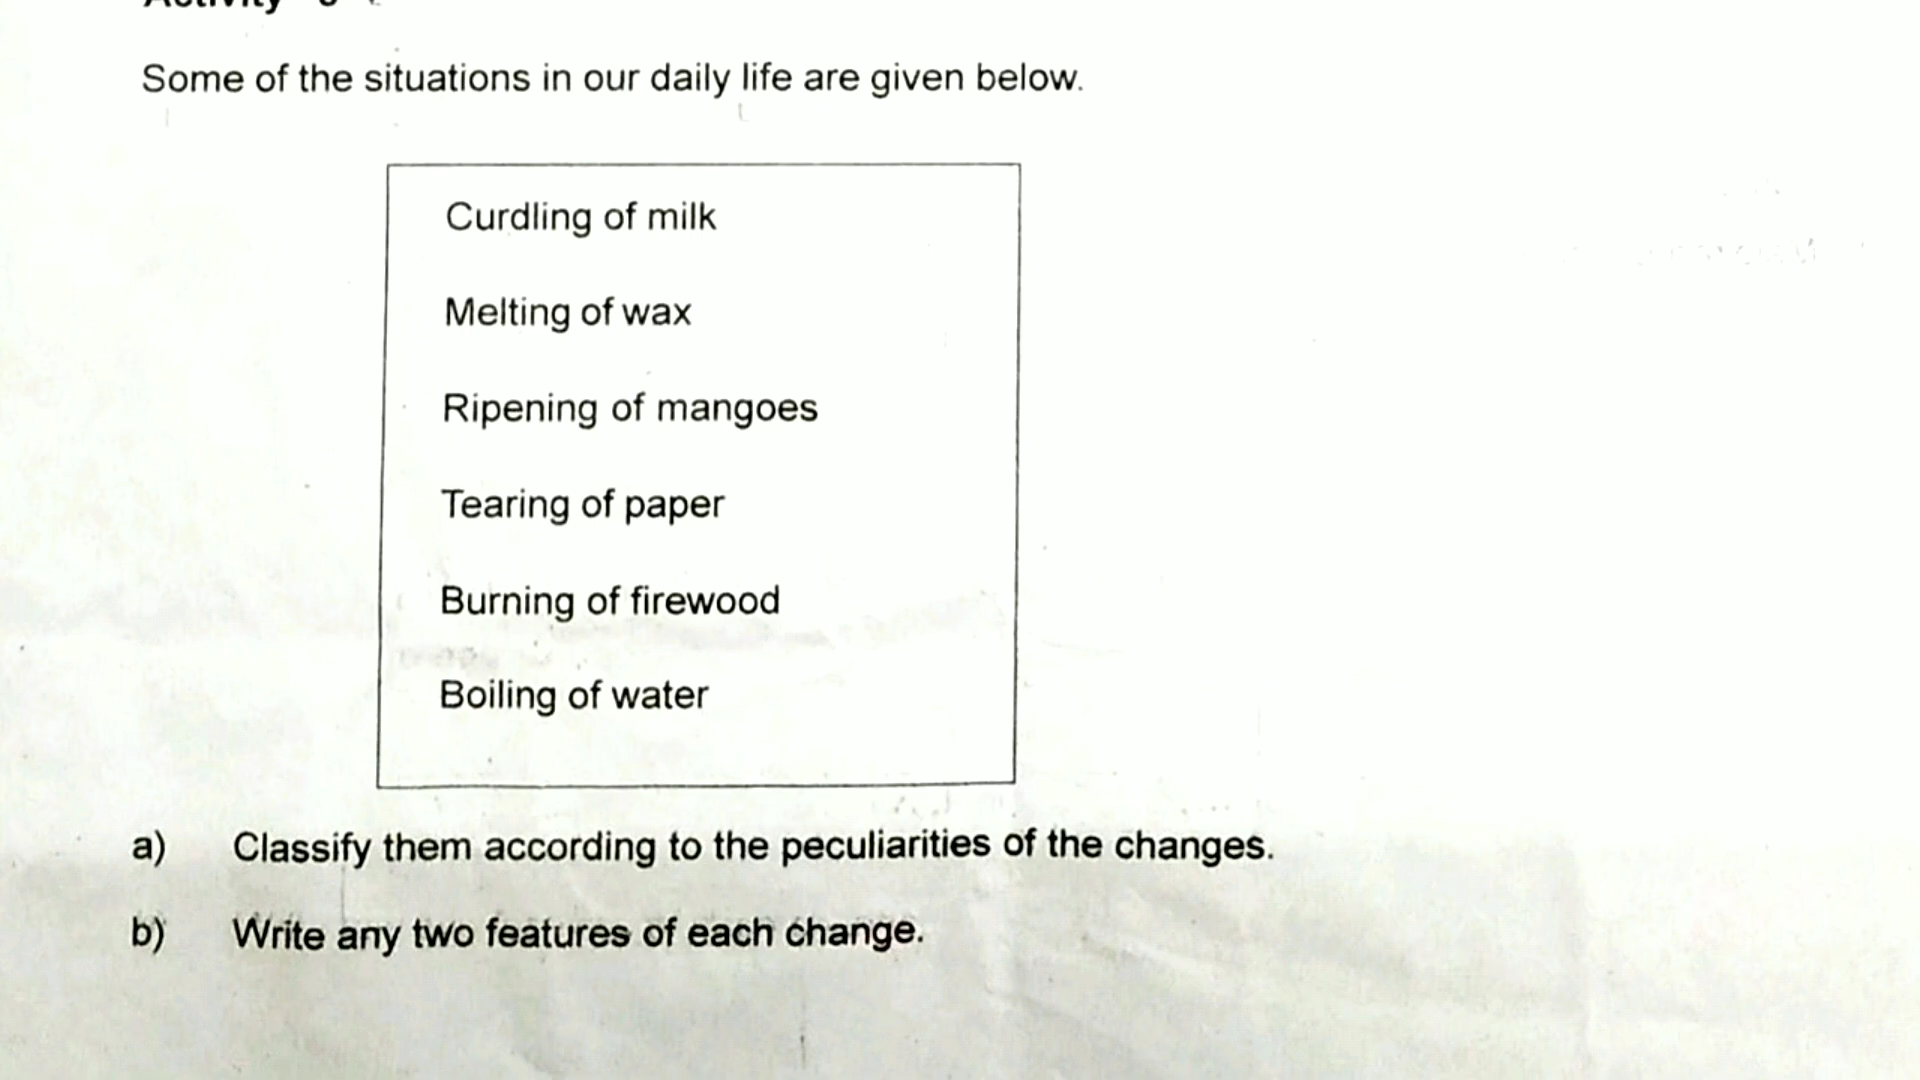 Some of the situations in our daily life are given below.
Curdling of milk
Melting of wax
Ripening of mangoes
Tearing of paper
Burning of firewood
Boiling of water
a) Classify them according to the peculiarities of the changes.
b) Write any two features of each change.